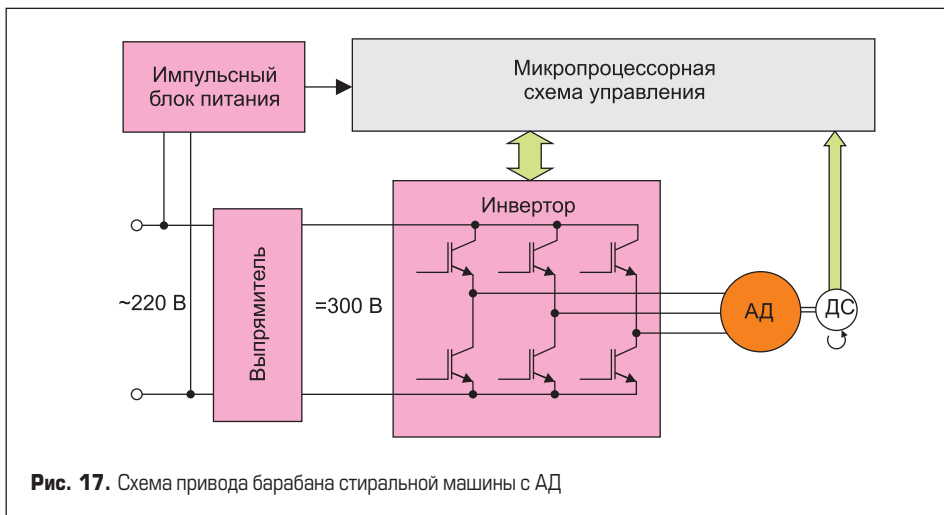 Импульсный
блок питания
Микропроцессорная
схема управления
Инвертор
~220 В
Выпрямитель
=300 В
АД
ДС
Рис. 17. Схема привода барабана стиральной машины с АД